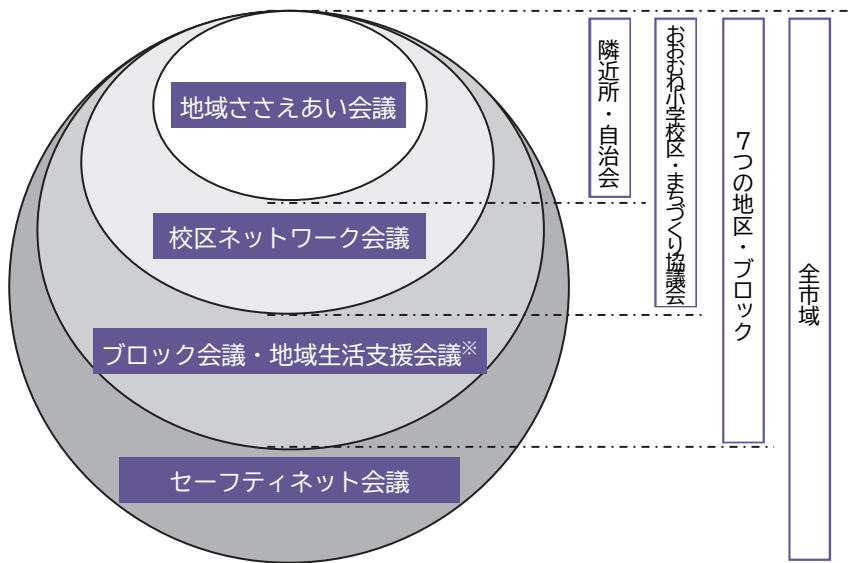 地域ささえあい会議
校区ネットワーク会議
ブロック会議・地域生活支援会議※
セーフティネット会議
隣近所・自治会
おおむね小学校区・まちづくり協議会
7つの地区・ブロック
全市域